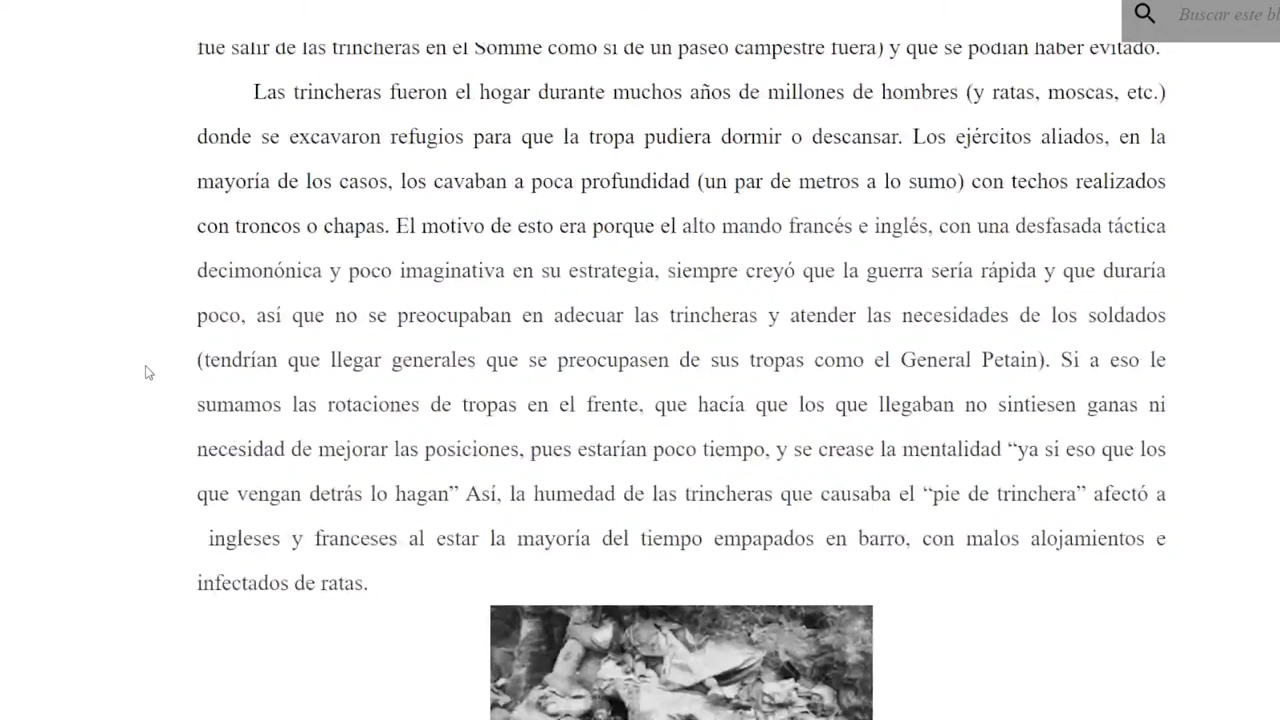 Buscar este
fue salir de las trincheras en el Somme como si de un paseo campestre fuera) y que se podían haber evitado.
Las trincheras fueron el hogar durante muchos años de millones de hombres (y ratas, moscas, etc.)
donde se excavaron refugios para que la tropa pudiera dormir o descansar. Los ejércitos aliados, en la
mayoría de los casos, los cavaban a poca profundidad (un par de metros a lo sumo) con techos realizados
con troncos o chapas. El motivo de esto era porque el alto mando francés e inglés, con una desfasada táctica
decimonónica y poco imaginativa en su estrategia, siempre creyó que la guerra sería rápida y que duraría
poco, así que no se preocupaban en adecuar las trincheras y atender las necesidades de los soldados
(tendrían que llegar generales que se preocupasen de sus tropas como el General Petain). Si a eso le
sumamos las rotaciones de tropas en el frente, que hacía que los que llegaban no sintiesen ganas ni
necesidad de mejorar las posiciones, pues estarían poco tiempo, y se crease la mentalidad “ya si eso que los
que vengan detrás lo hagan” Así, la humedad de las trincheras que causaba el “pie de trinchera” afectó a
ingleses y franceses al estar la mayoría del tiempo empapados en barro, con malos alojamientos e
infectados de ratas.